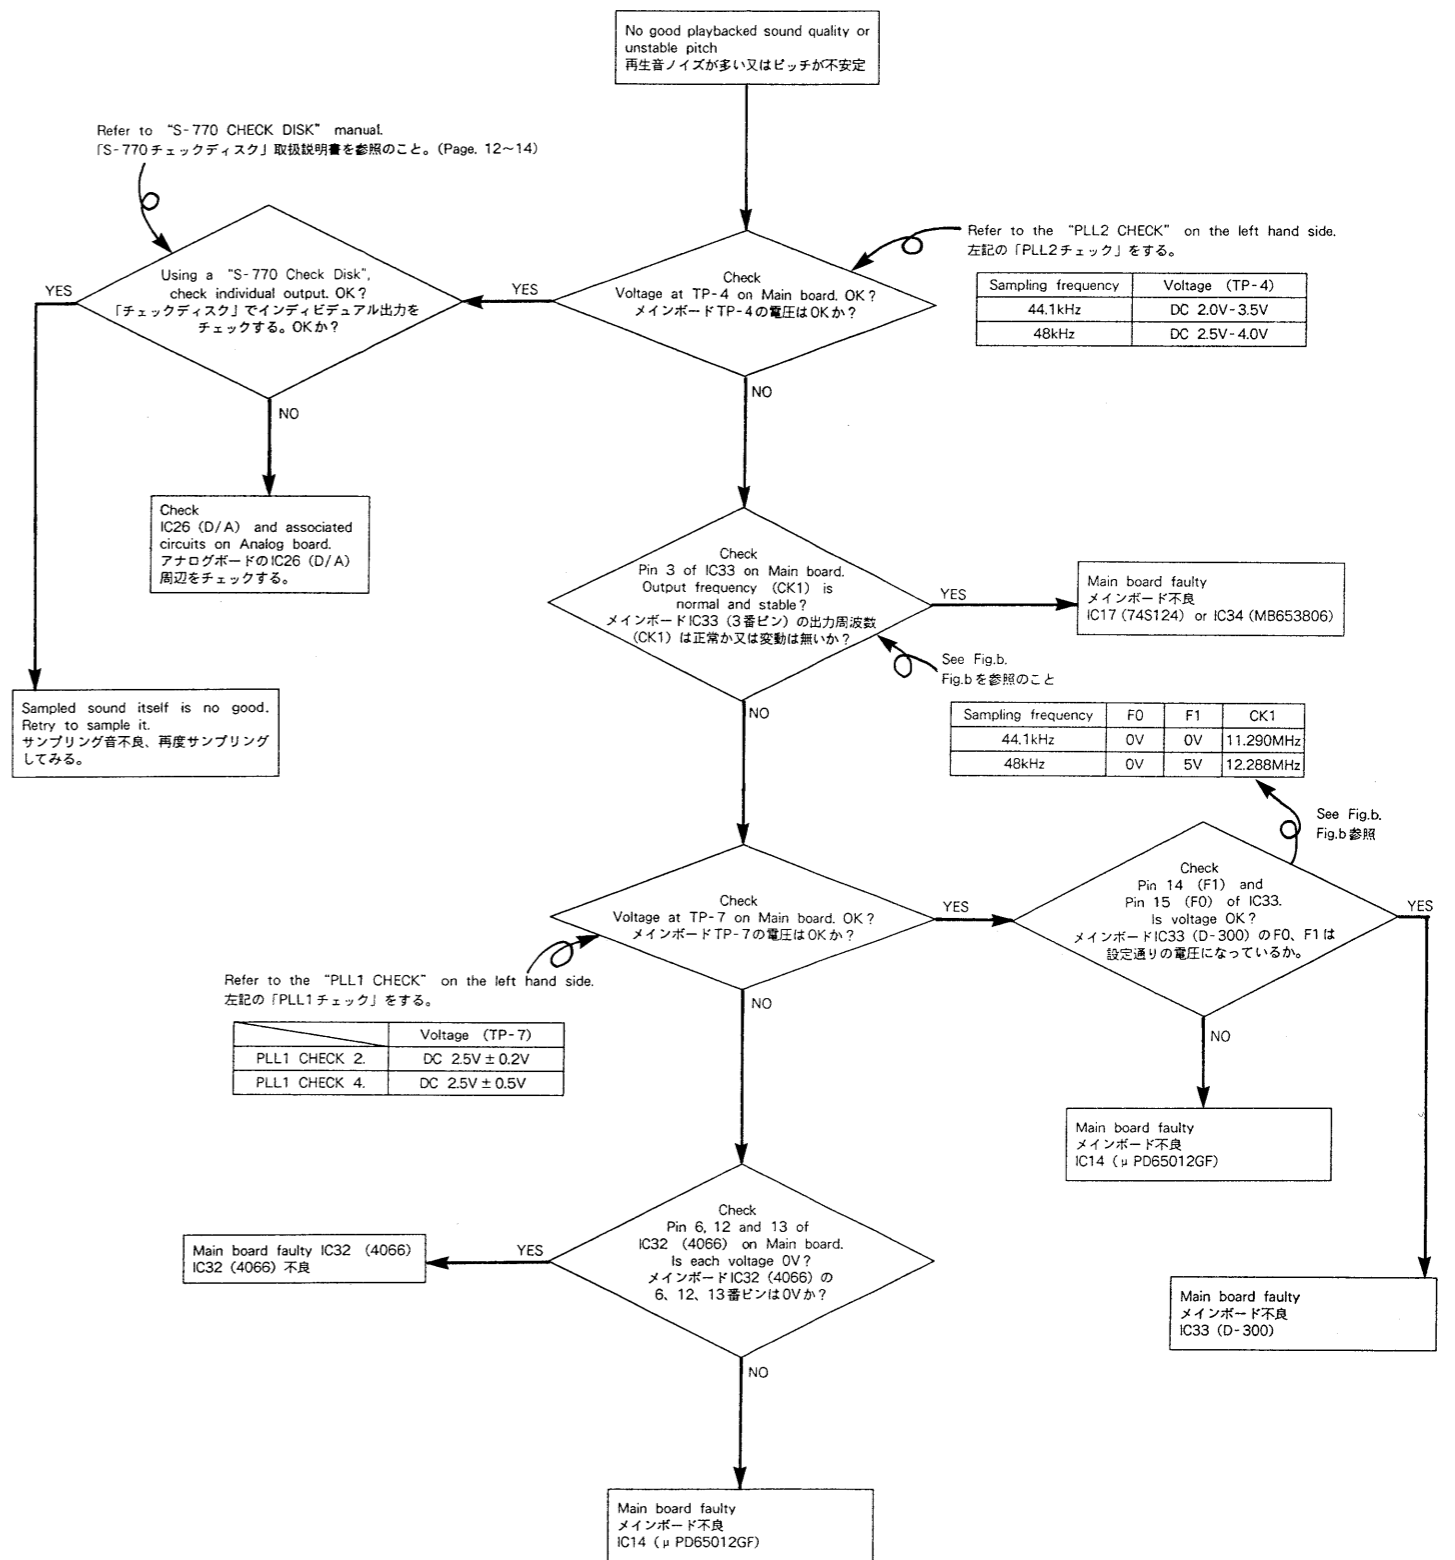 No good playbacked sound quality or
unstable pitch
再生音ノイズが多い又はピッチが不安定
Refer to "S-770 CHECK DISK" manual.
「S-770チェックディスク」取扱説明書を参照のこと。(Page. 12～14)
Refer to the "PLL2 CHECK" on the left hand side.
左記の「PLL2チェック」をする。
Sampling frequency Voltage (TP-4)
44.1kHz DC 2.0V-3.5V
48kHz DC 2.5V-4.0V
Check
Voltage at TP-4 on Main board. OK?
メインボードTP-4の電圧はOKか？
YES
NO
Using a "S-770 Check Disk",
check individual output. OK?
「チェックディスク」でインディビデュアル出力を
チェックする。OKか？
YES
NO
Check
IC26 (D/A) and associated
circuits on Analog board.
アナログボードのIC26 (D/A)
周辺をチェックする。
Sampled sound itself is no good.
Retry to sample it.
サンプリング音不良、再度サンプリング
してみる。
Check
Pin 3 of IC33 on Main board.
Output frequency (CK1) is
normal and stable?
メインボードIC33 (3番ピン) の出力周波数
(CK1) は正常か又は変動は無いか？
YES
NO
Main board faulty
メインボード不良
IC17 (74S124) or IC34 (MB653806)
See Fig.b.
Fig.bを参照のこと
Sampling frequency F0 F1 CK1
44.1kHz 0V 0V 11.290MHz
48kHz 0V 5V 12.288MHz
See Fig.b.
Fig.b参照
Check
Voltage at TP-7 on Main board. OK?
メインボードTP-7の電圧はOKか？
YES
NO
Refer to the "PLL1 CHECK" on the left hand side.
左記の「PLL1チェック」をする。
Voltage (TP-7)
PLL1 CHECK 2. DC 2.5V±0.2V
PLL1 CHECK 4. DC 2.5V±0.5V
Check
Pin 14 (F1) and
Pin 15 (F0) of IC33.
Is voltage OK?
メインボードIC33 (D-300) のF0、F1は
設定通りの電圧になっているか。
YES
NO
Main board faulty
メインボード不良
IC14 (μPD65012GF)
Main board faulty
メインボード不良
IC33 (D-300)
Check
Pin 6, 12 and 13 of
IC32 (4066) on Main board.
Is each voltage 0V?
メインボードIC32 (4066) の
6、12、13番ピンは0Vか？
YES
NO
Main board faulty IC32 (4066)
IC32 (4066) 不良
Main board faulty
メインボード不良
IC14 (μPD65012GF)